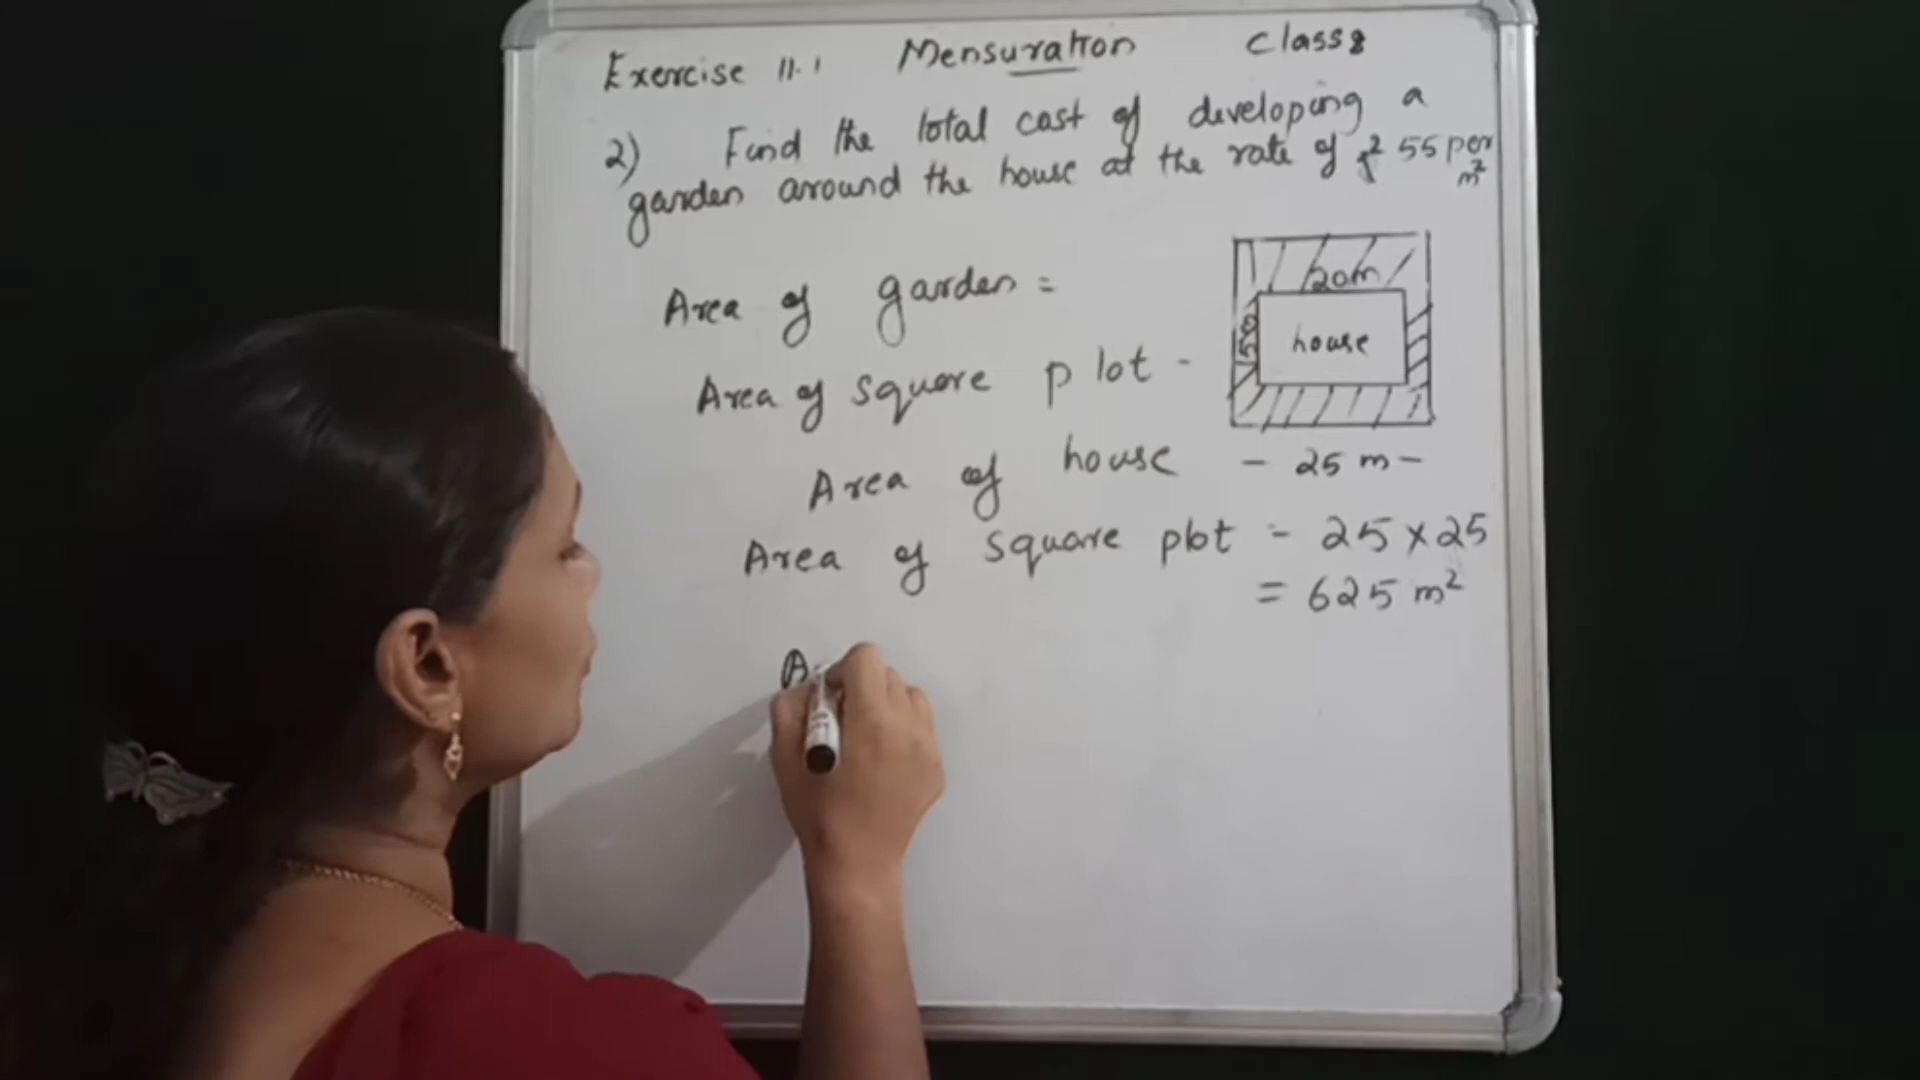 Exercise 11.1 Mensuration Class 8
2) Find the total cost of developing a
garden around the house at the rate of 55 per m²
Area of garden =
20m
house
Area of square plot -
Area of house
- 25 m -
Area of square plot - 25 × 25
= 625 m²
A